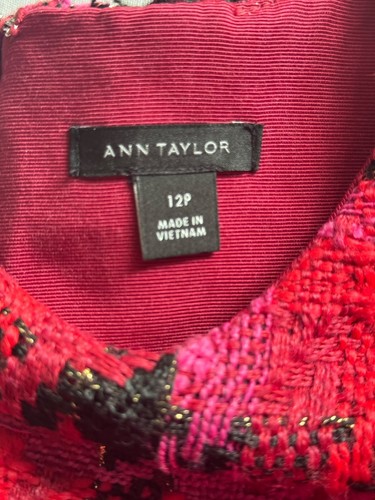 ANN TAYLOR
12P
MADE IN
VIETNAM